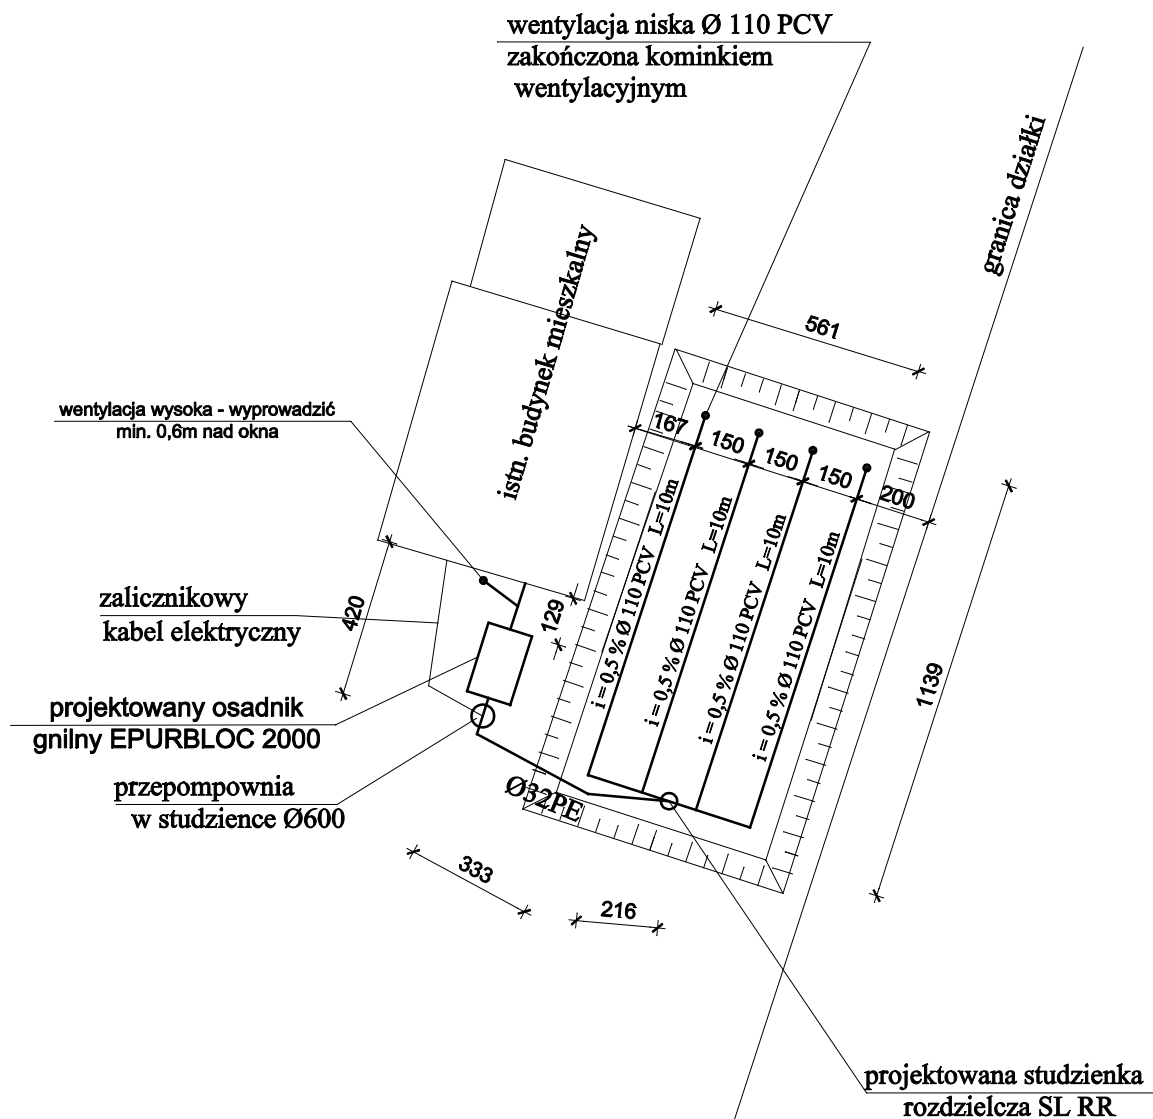 wentylacja niska Ø 110 PCV
zakończona kominkiem
wentylacyjnym
granica działki
istn. budynek mieszkalny
561
wentylacja wysoka - wyprowadzić
min. 0,6m nad okna
167
150
150
150
200
i = 0,5 % Ø 110 PCV L=10m
i = 0,5 % Ø 110 PCV L=10m
i = 0,5 % Ø 110 PCV L=10m
i = 0,5 % Ø 110 PCV L=10m
zalicznikowy
kabel elektryczny
420
129
1139
projektowany osadnik
gnilny EPURBLOC 2000
przepompownia
w studzience Ø600
Ø32PE
333
216
projektowana studzienka
rozdzielcza SL RR